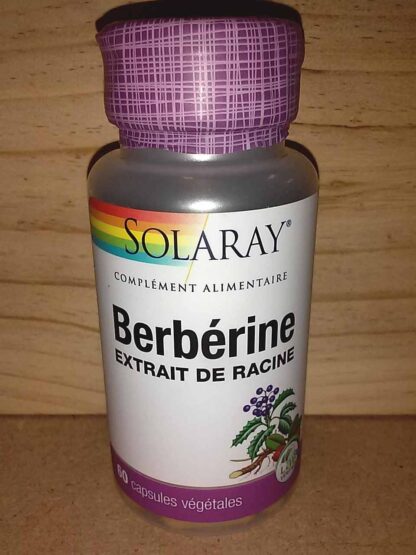 SOLARAY®
COMPLÉMENT ALIMENTAIRE
Berbérine
EXTRAIT DE RACINE
60 capsules végétales